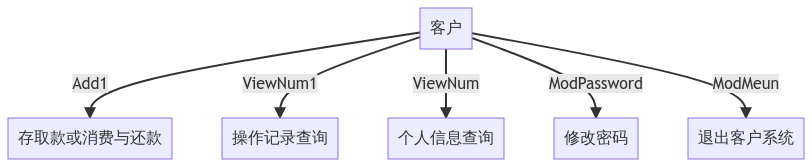 客户
Add1
ViewNum1
ViewNum
ModPassword
ModMeun
存取款或消费与还款
操作记录查询
个人信息查询
修改密码
退出客户系统